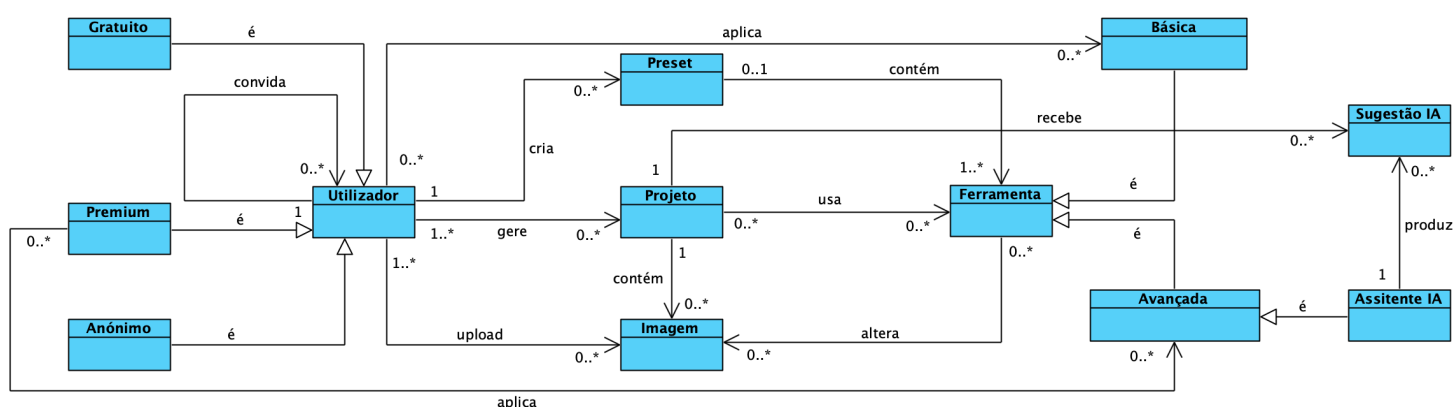 Gratuito
é
aplica
Básica
0..*
Preset
0..*
0..1
contém
convida
recebe
Sugestão IA
0..*
cria
0..*
0..*
1
1..*
é
0..*
Utilizador
1
Projeto
Ferramenta
Premium
é
1
usa
0..*
1..*
gere
0..*
0..*
0..*
é
produz
1..*
contém
1
0..*
1
0..*
Avançada
é
Assitente IA
Anónimo
é
upload
0..*
Imagem
0..*
altera
0..*
aplica